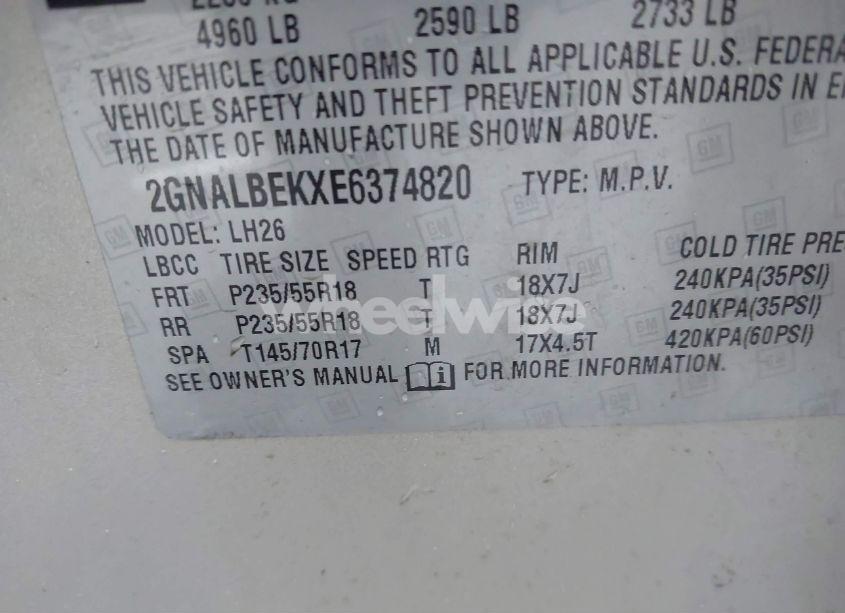 4960 LB 2590 LB 2733 LB
THIS VEHICLE CONFORMS TO ALL APPLICABLE U.S. FEDERA
VEHICLE SAFETY AND THEFT PREVENTION STANDARDS IN E
THE DATE OF MANUFACTURE SHOWN ABOVE.
2GNALBEKXE6374820 TYPE: M.P.V.
MODEL: LH26
LBCC TIRE SIZE SPEED RTG RIM COLD TIRE PRE
FRT P235/55R18 T 18X7J 240KPA(35PSI)
RR P235/55R18 T 18X7J 240KPA(35PSI)
SPA T145/70R17 M 17X4.5T 420KPA(60PSI)
SEE OWNER'S MANUAL i FOR MORE INFORMATION.
wheelwise
GM